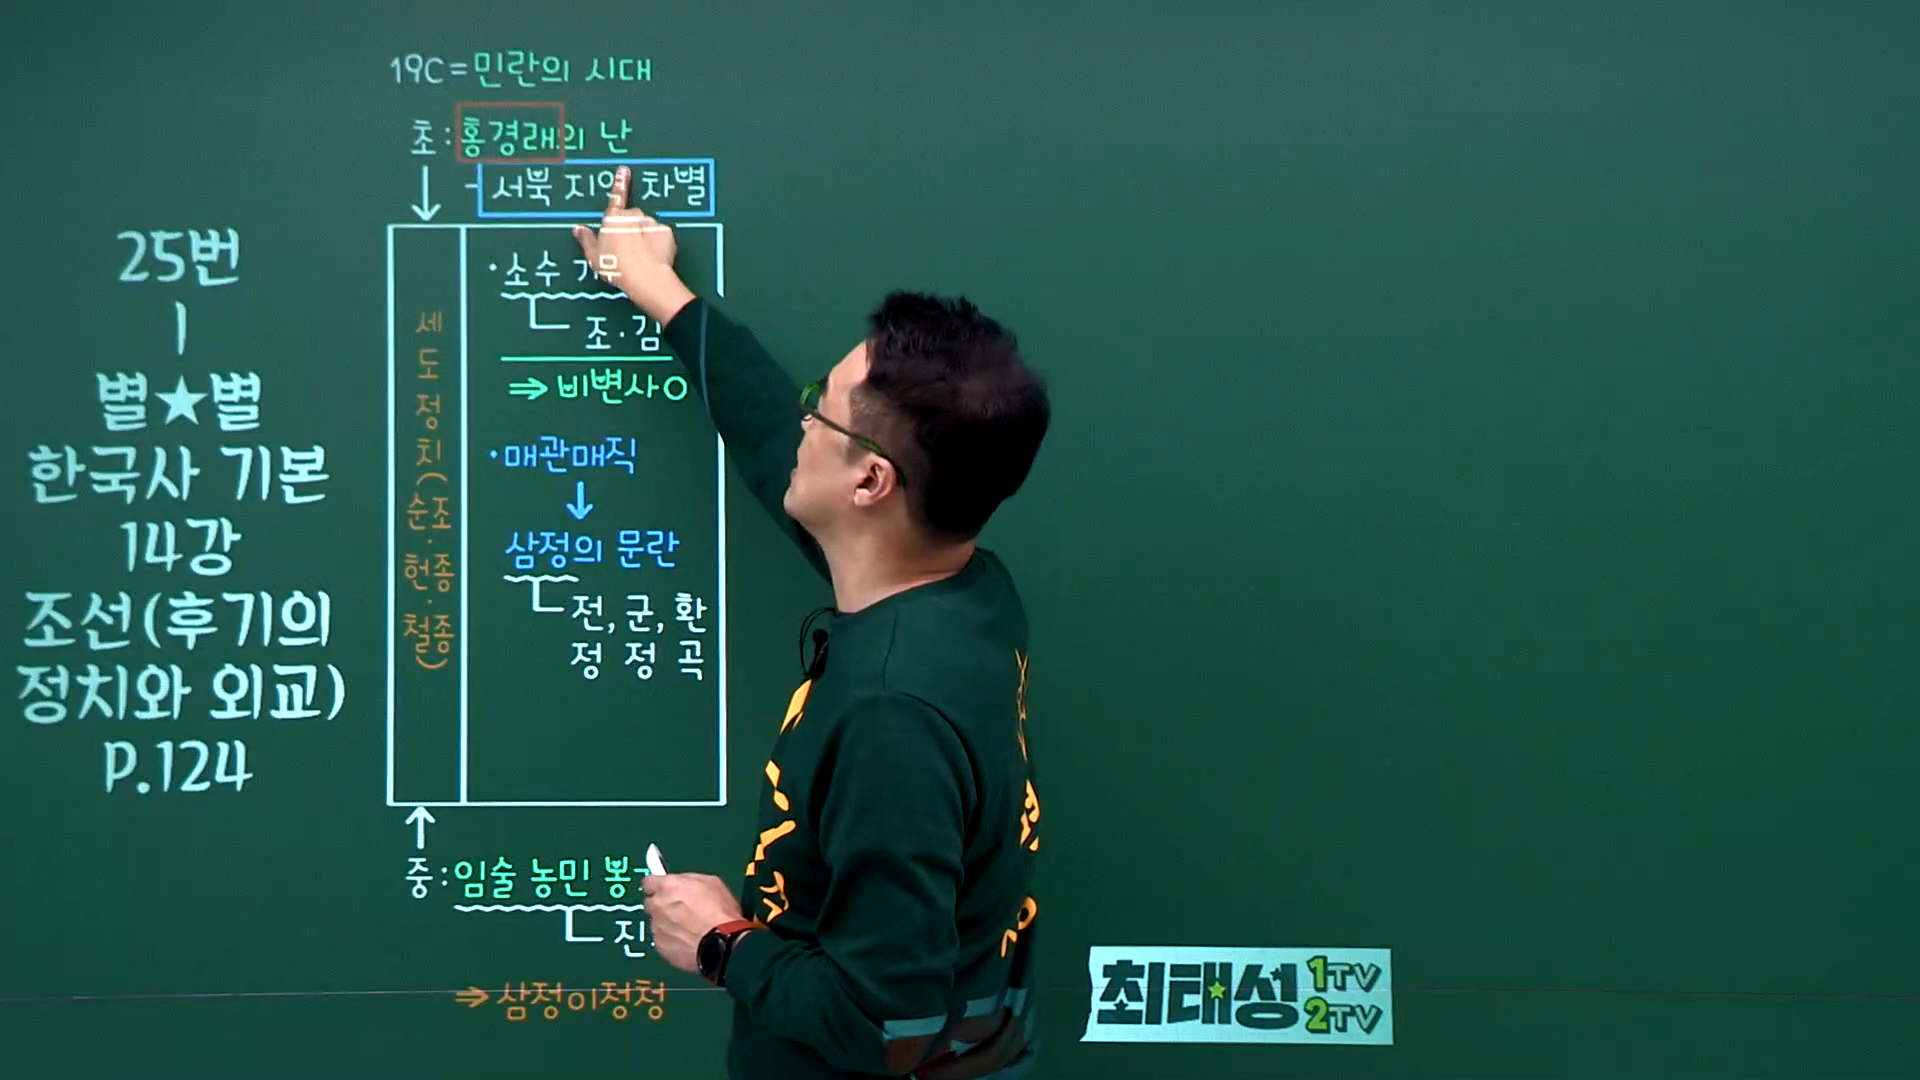 25번
별★별
한국사 기본
14강
조선(후기의
정치와 외교)
P.124
19C=민란의 시대
초:홍경래의 난
- 서북 지역 차별
세도정치(순조·헌종·철종)
·소수 가무
조·김
⇒ 비변사O
·매관매직
↓
삼정의 문란
전, 군, 환
정 정 곡
중:임술 농민
진
⇒삼정이정청
최태성 1TV
2TV